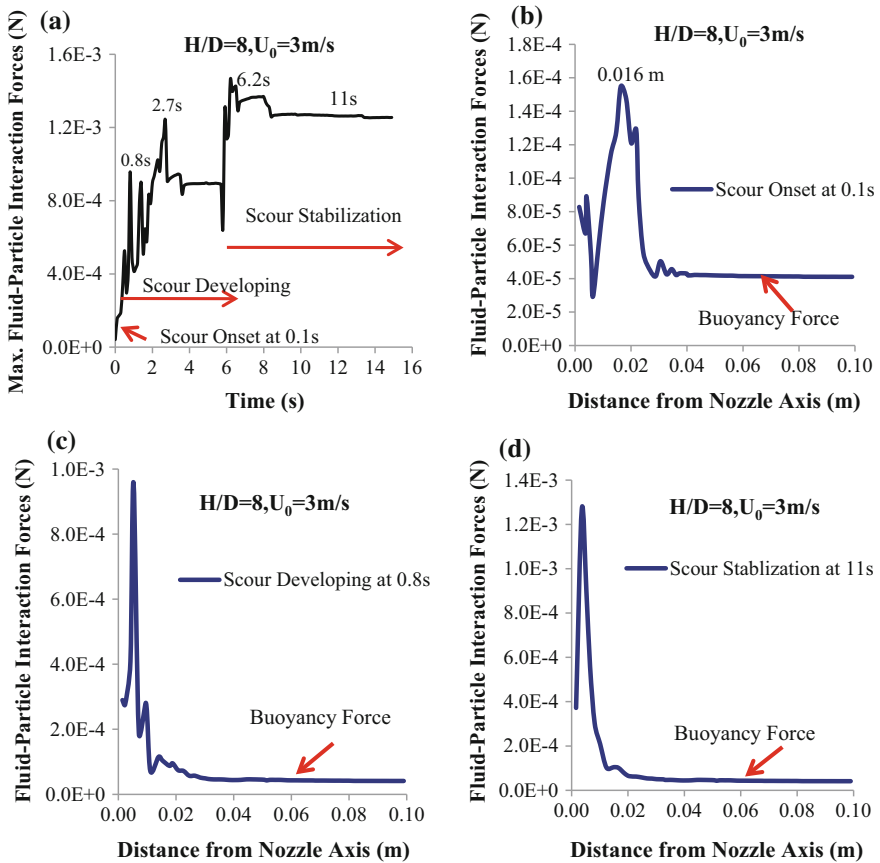 (a)
H/D=8,U₀=3m/s
Max. Fluid-Particle Interaction Forces (N)
1.6E-3
1.2E-3
8.0E-4
4.0E-4
0.0E+0
0.8s
2.7s
6.2s
11s
Scour Stabilization
Scour Developing
Scour Onset at 0.1s
0 2 4 6 8 10 12 14 16
Time (s)
(b)
H/D=8,U₀=3m/s
Fluid-Particle Interaction Forces (N)
1.8E-4
1.6E-4
1.4E-4
1.2E-4
1.0E-4
8.0E-5
6.0E-5
4.0E-5
2.0E-5
0.0E+0
0.016 m
Scour Onset at 0.1s
Buoyancy Force
0.00 0.02 0.04 0.06 0.08 0.10
Distance from Nozzle Axis (m)
(c)
H/D=8,U₀=3m/s
Fluid-Particle Interaction Forces (N)
1.0E-3
8.0E-4
6.0E-4
4.0E-4
2.0E-4
0.0E+0
Scour Developing at 0.8s
Buoyancy Force
0.00 0.02 0.04 0.06 0.08 0.10
Distance from Nozzle Axis (m)
(d)
H/D=8,U₀=3m/s
Fluid-Particle Interaction Forces (N)
1.4E-3
1.2E-3
1.0E-3
8.0E-4
6.0E-4
4.0E-4
2.0E-4
0.0E+0
Scour Stablization at 11s
Buoyancy Force
0.00 0.02 0.04 0.06 0.08 0.10
Distance from Nozzle Axis (m)